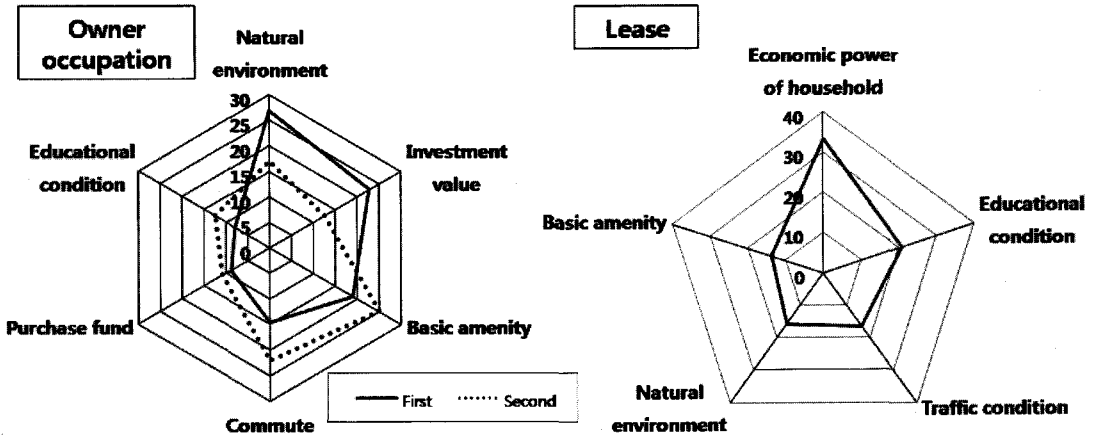 Owner
occupation
Natural
environment
30
25
20
15
10
5
0
Educational
condition
Investment
value
Purchase fund
Basic amenity
Commute
First
Second
Lease
Economic power
of household
40
30
20
10
0
Basic amenity
Educational
condition
Natural
environment
Traffic condition